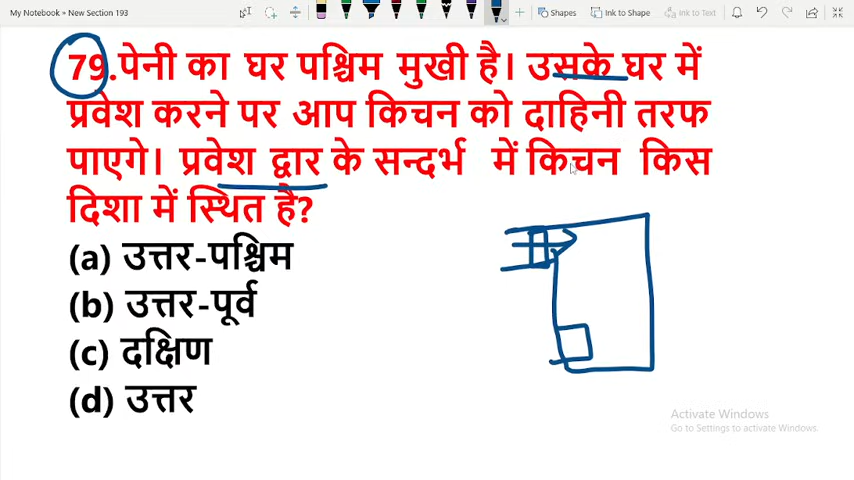 My Notebook » New Section 193
Shapes Ink to Shape Ink to Text
79.पेनी का घर पश्चिम मुखी है। उसके घर में
प्रवेश करने पर आप किचन को दाहिनी तरफ
पाएगे। प्रवेश द्वार के सन्दर्भ में किचन किस
दिशा में स्थित है?
(a) उत्तर-पश्चिम
(b) उत्तर-पूर्व
(c) दक्षिण
(d) उत्तर
Activate Windows
Go to Settings to activate Windows.